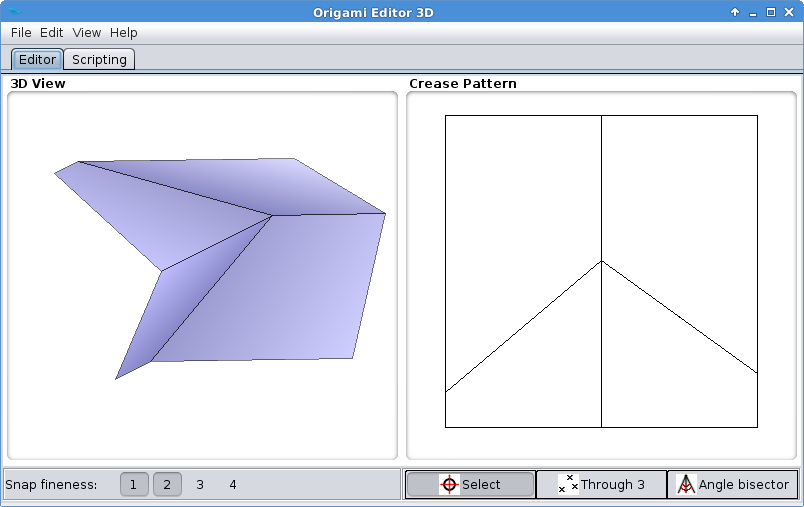 Origami Editor 3D
File Edit View Help
Editor Scripting
3D View Crease Pattern
Snap fineness: 1 2 3 4 Select Through 3 Angle bisector